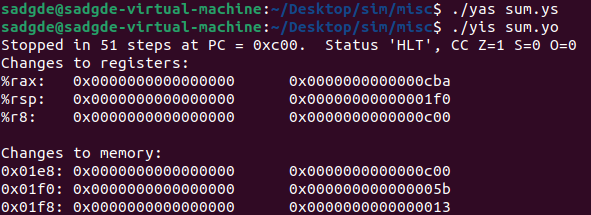 sadgde@sadgde-virtual-machine:~/Desktop/sim/misc$ ./yas sum.ys
sadgde@sadgde-virtual-machine:~/Desktop/sim/misc$ ./yis sum.yo
Stopped in 51 steps at PC = 0xc00.  Status 'HLT', CC Z=1 S=0 O=0
Changes to registers:
%rax:   0x0000000000000000      0x0000000000000cba
%rsp:   0x0000000000000000      0x00000000000001f0
%r8:    0x0000000000000000      0x0000000000000c00

Changes to memory:
0x01e8: 0x0000000000000000      0x0000000000000c00
0x01f0: 0x0000000000000000      0x000000000000005b
0x01f8: 0x0000000000000000      0x0000000000000013